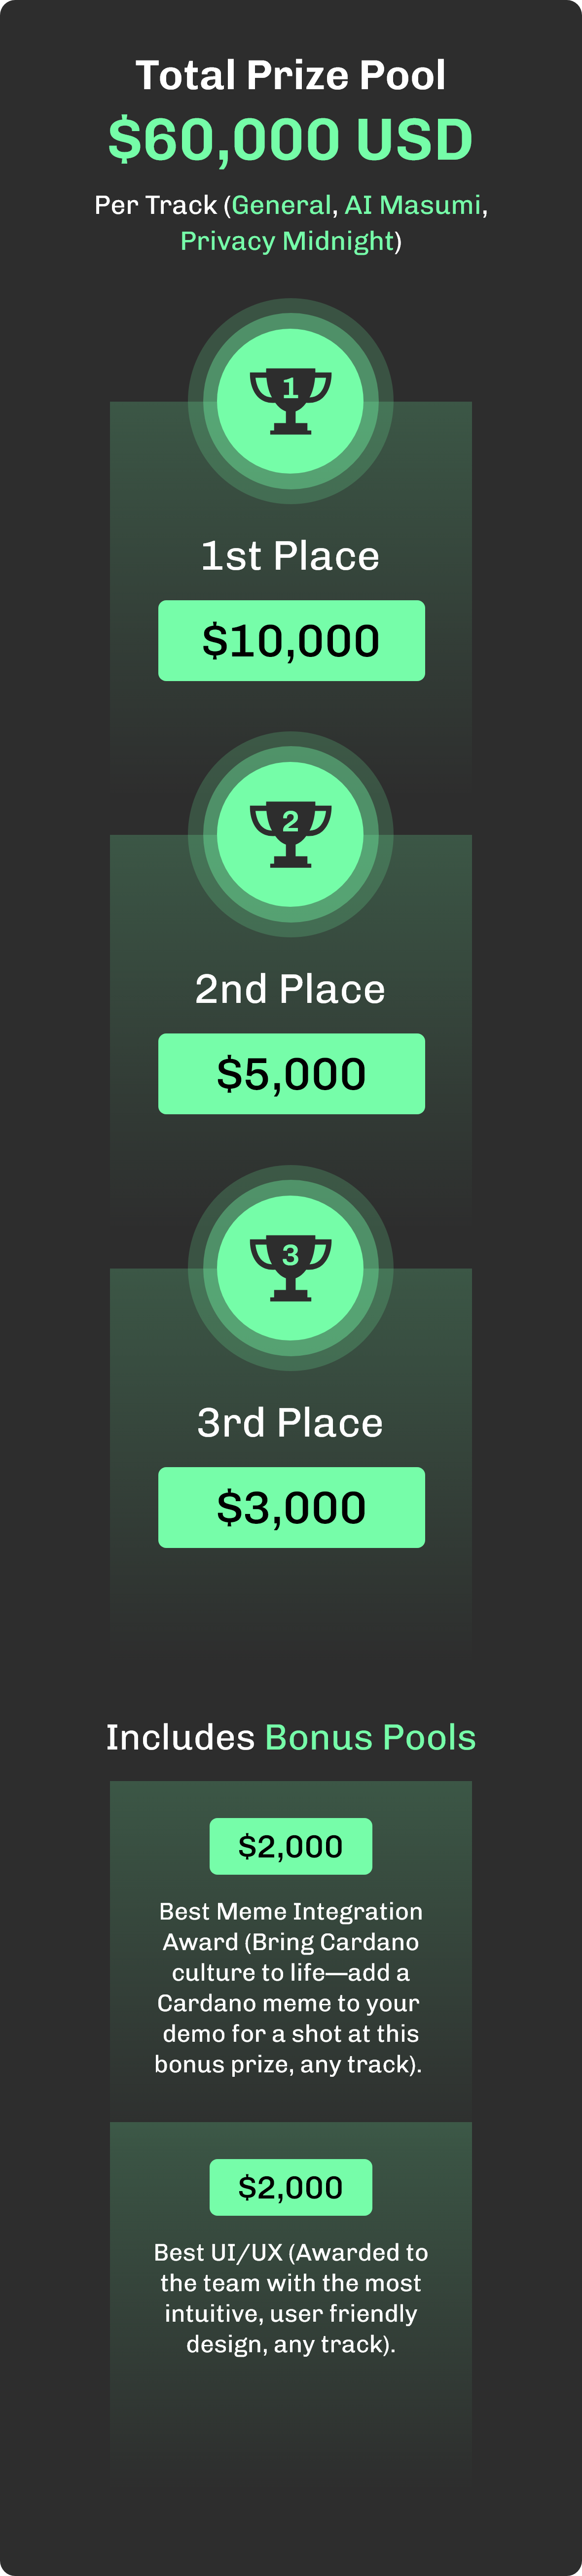 Total Prize Pool
$60,000 USD
Per Track (General, AI Masumi,
Privacy Midnight)
1
1st Place
$10,000
2
2nd Place
$5,000
3
3rd Place
$3,000
Includes Bonus Pools
$2,000
Best Meme Integration
Award (Bring Cardano
culture to life—add a
Cardano meme to your
demo for a shot at this
bonus prize, any track).
$2,000
Best UI/UX (Awarded to
the team with the most
intuitive, user friendly
design, any track).